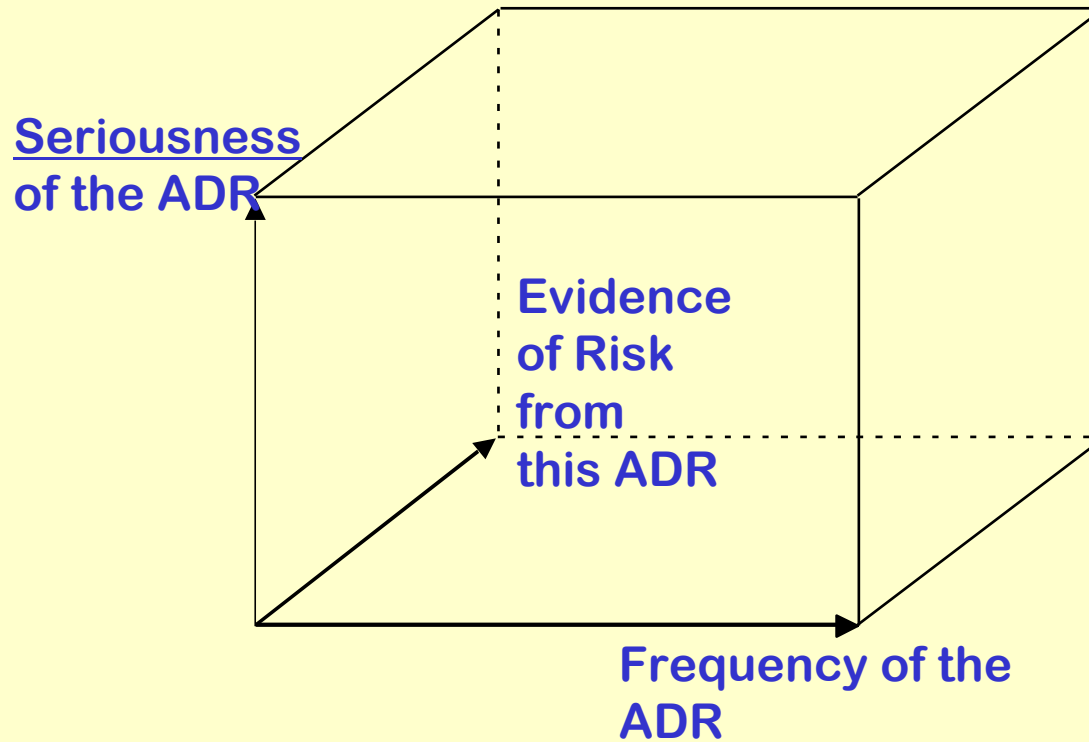 Seriousness
of the ADR
Evidence
of Risk
from
this ADR
Frequency of the
ADR